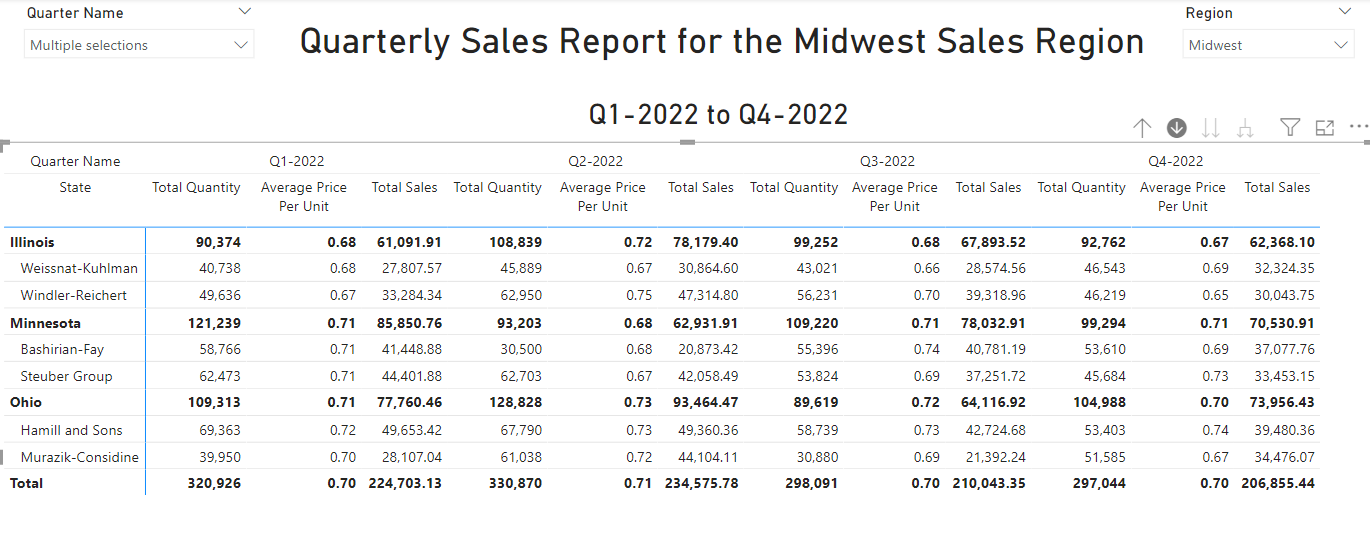 Quarter Name
Multiple selections
Quarterly Sales Report for the Midwest Sales Region
Region
Midwest
Q1-2022 to Q4-2022
Quarter Name Q1-2022 Q2-2022 Q3-2022 Q4-2022
State Total Quantity Average Price Total Sales Total Quantity Average Price Total Sales Total Quantity Average Price Total Sales Total Quantity Average Price Total Sales
Per Unit Per Unit Per Unit Per Unit
Illinois 90,374 0.68 61,091.91 108,839 0.72 78,179.40 99,252 0.68 67,893.52 92,762 0.67 62,368.10
Weissnat-Kuhlman 40,738 0.68 27,807.57 45,889 0.67 30,864.60 43,021 0.66 28,574.56 46,543 0.69 32,324.35
Windler-Reichert 49,636 0.67 33,284.34 62,950 0.75 47,314.80 56,231 0.70 39,318.96 46,219 0.65 30,043.75
Minnesota 121,239 0.71 85,850.76 93,203 0.68 62,931.91 109,220 0.71 78,032.91 99,294 0.71 70,530.91
Bashirian-Fay 58,766 0.71 41,448.88 30,500 0.68 20,873.42 55,396 0.74 40,781.19 53,610 0.69 37,077.76
Steuber Group 62,473 0.71 44,401.88 62,703 0.67 42,058.49 53,824 0.69 37,251.72 45,684 0.73 33,453.15
Ohio 109,313 0.71 77,760.46 128,828 0.73 93,464.47 89,619 0.72 64,116.92 104,988 0.70 73,956.43
Hamill and Sons 69,363 0.72 49,653.42 67,790 0.73 49,360.36 58,739 0.73 42,724.68 53,403 0.74 39,480.36
Murazik-Considine 39,950 0.70 28,107.04 61,038 0.72 44,104.11 30,880 0.69 21,392.24 51,585 0.67 34,476.07
Total 320,926 0.70 224,703.13 330,870 0.71 234,575.78 298,091 0.70 210,043.35 297,044 0.70 206,855.44